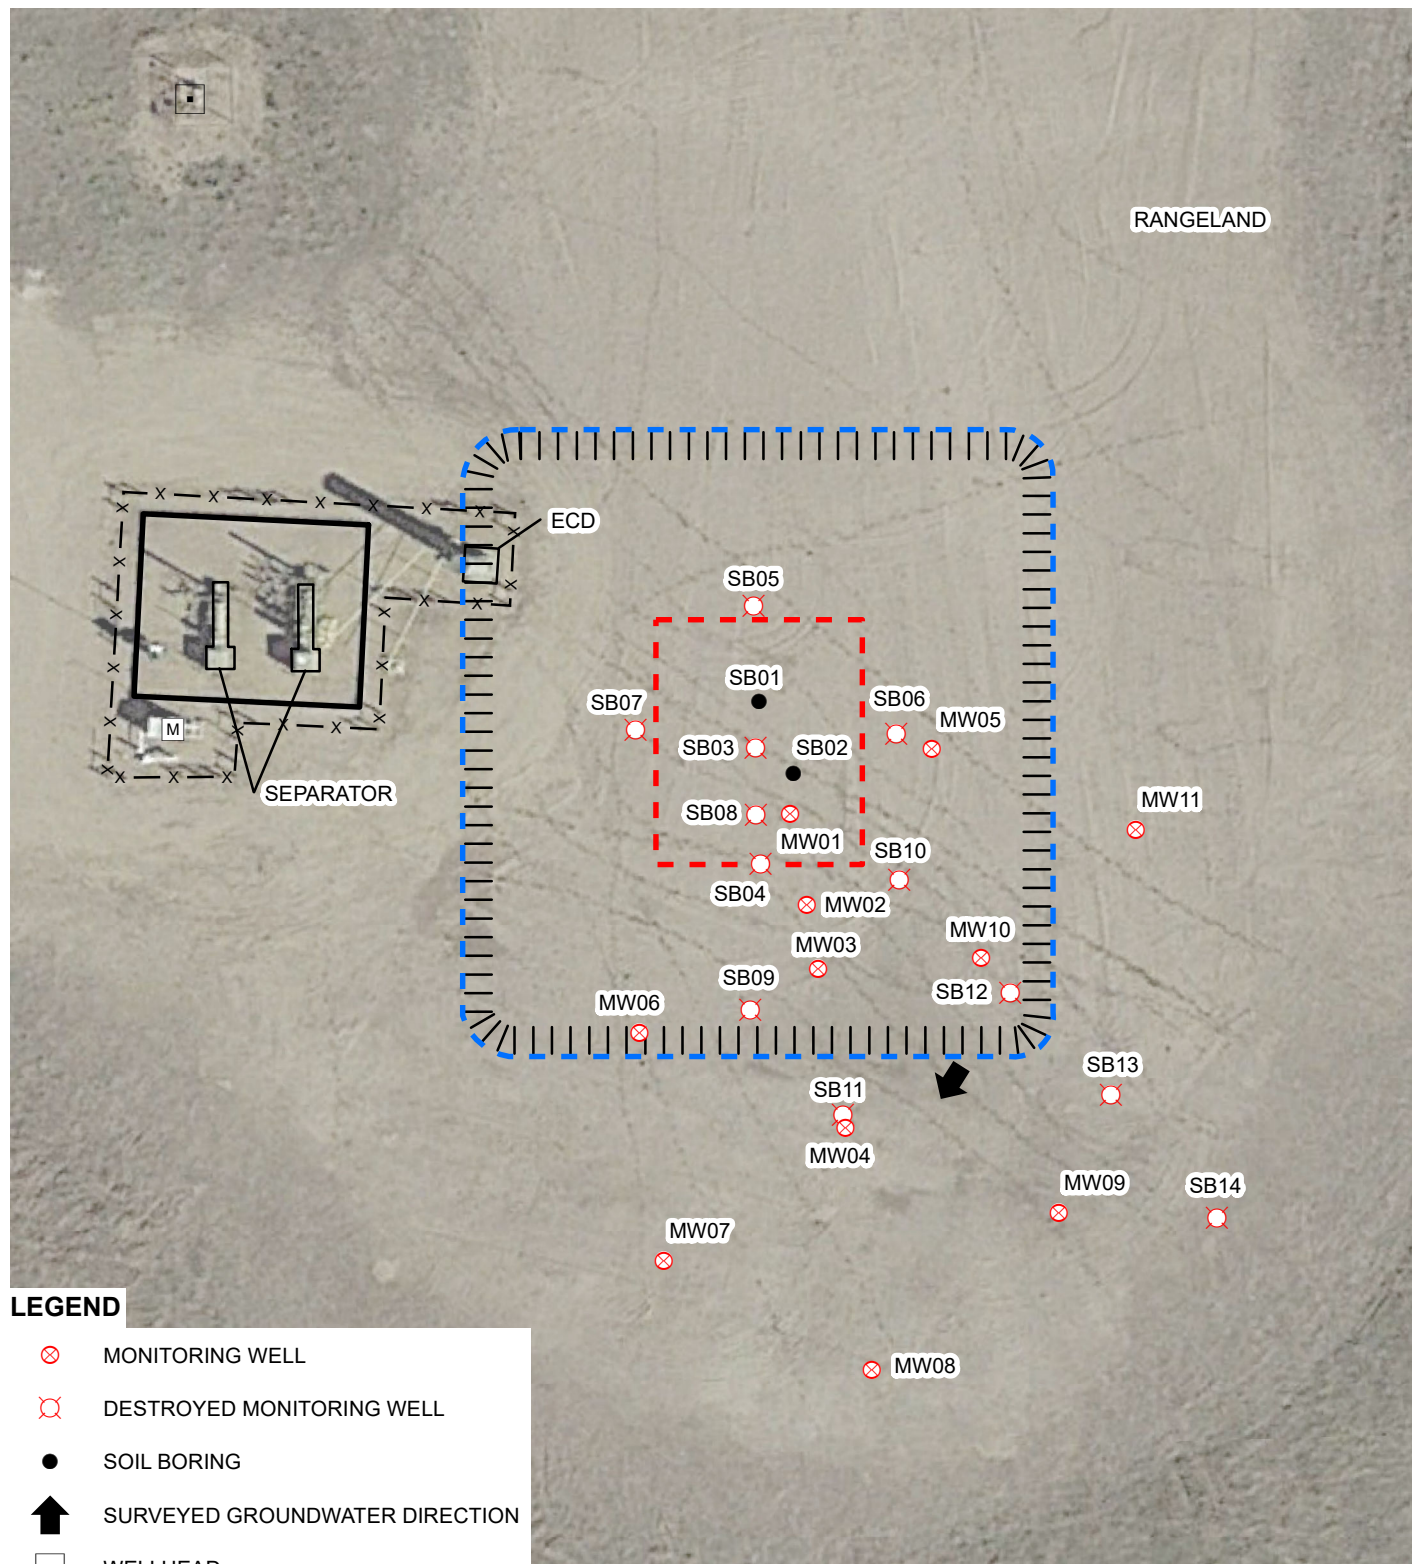 RANGELAND
ECD
SB05
SB01
SB07
SB06
MW05
SB03
SB02
M
SEPARATOR
MW11
SB08
MW01
SB10
SB04
MW02
MW03
MW10
SB09
SB12
MW06
SB13
SB11
MW04
MW09
SB14
MW07
MW08
LEGEND
MONITORING WELL
DESTROYED MONITORING WELL
SOIL BORING
SURVEYED GROUNDWATER DIRECTION
WELLHEAD